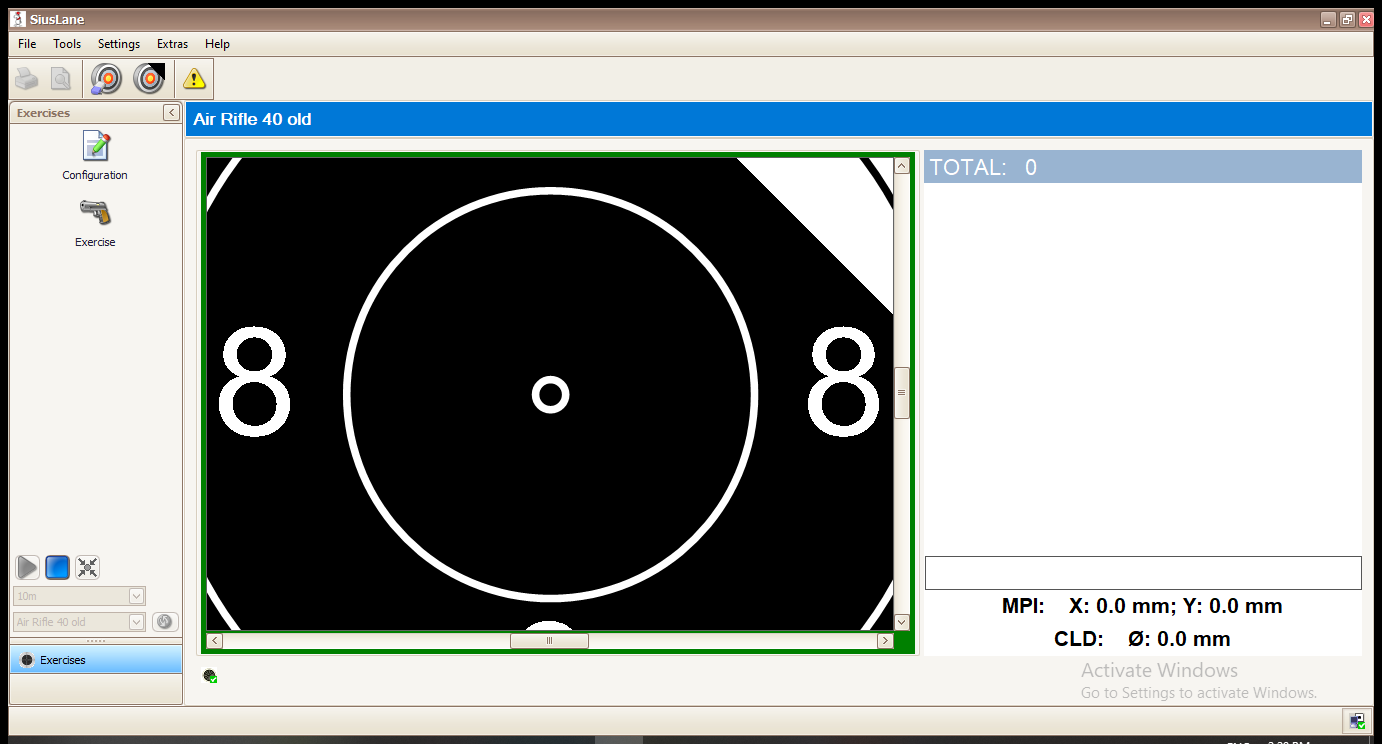 SiusLane
File Tools Settings Extras Help
Exercises
Configuration
Exercise
10m
Air Rifle 40 old
Exercises
Air Rifle 40 old
8 8
TOTAL: 0
MPI: X: 0.0 mm; Y: 0.0 mm
CLD: Ø: 0.0 mm
Activate Windows
Go to Settings to activate Windows.